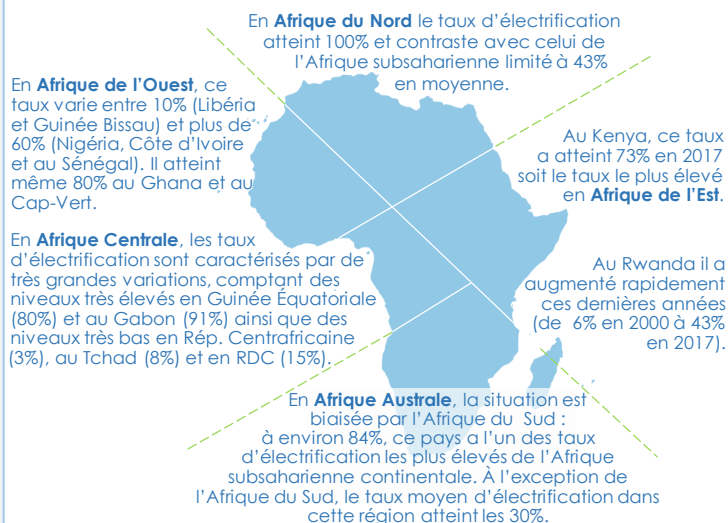 En Afrique du Nord le taux d’électrification
atteint 100% et contraste avec celui de
l’Afrique subsaharienne limité à 43%
en moyenne.
En Afrique de l’Ouest, ce
taux varie entre 10% (Libéria
et Guinée Bissau) et plus de
60% (Nigéria, Côte d’Ivoire
et au Sénégal). Il atteint
même 80% au Ghana et au
Cap-Vert.
Au Kenya, ce taux
a atteint 73% en 2017
soit le taux le plus élevé
en Afrique de l’Est.
En Afrique Centrale, les taux
d’électrification sont caractérisés par de
très grandes variations, comptant des
niveaux très élevés en Guinée Équatoriale
(80%) et au Gabon (91%) ainsi que des
niveaux très bas en Rép. Centrafricaine
(3%), au Tchad (8%) et en RDC (15%).
Au Rwanda il a
augmenté rapidement
ces dernières années
(de 6% en 2000 à 43%
en 2017).
En Afrique Australe, la situation est
biaisée par l’Afrique du Sud :
à environ 84%, ce pays a l’un des taux
d’électrification les plus élevés de l’Afrique
subsaharienne continentale. À l’exception de
l’Afrique du Sud, le taux moyen d’électrification dans
cette région atteint les 30%.